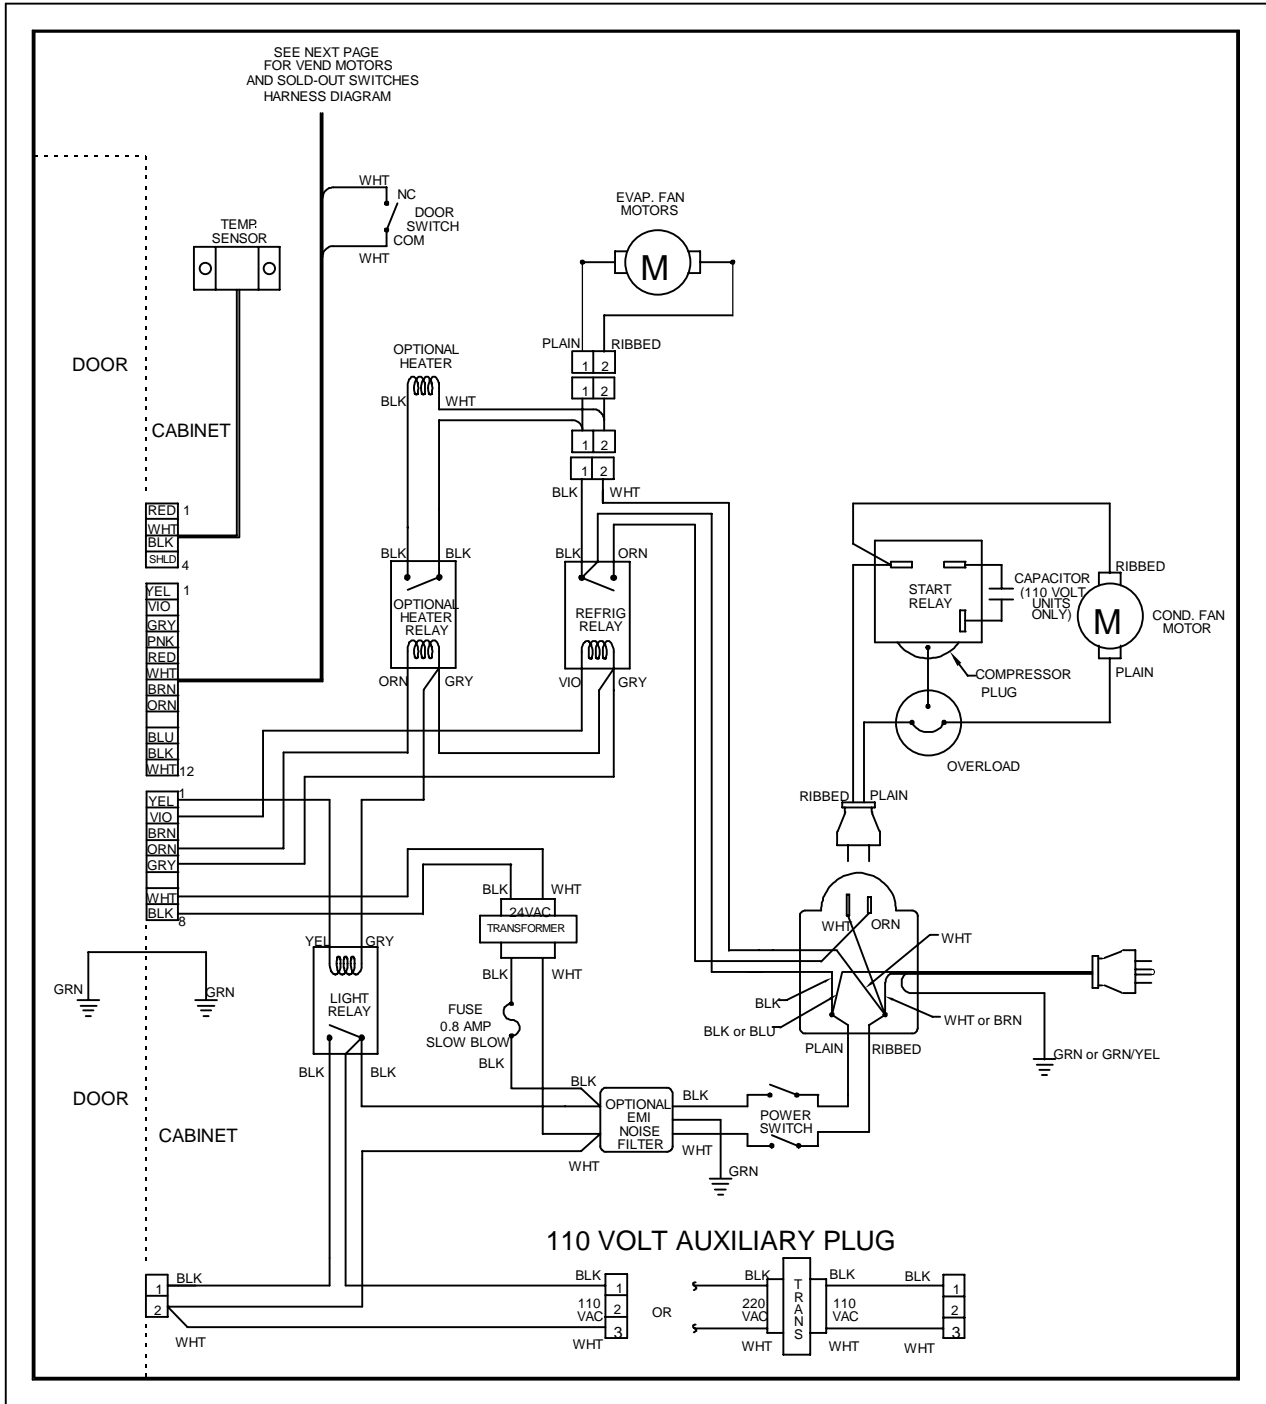 SEE NEXT PAGE
FOR VEND MOTORS
AND SOLD-OUT SWITCHES
HARNESS DIAGRAM
WHT
NC
DOOR
SWITCH
COM
WHT
TEMP.
SENSOR
EVAP. FAN
MOTORS
M
PLAIN
RIBBED
1 2
1 2
1 2
1 2
OPTIONAL
HEATER
BLK
WHT
DOOR
CABINET
BLK
WHT
RED 1
WHT
BLK
SHLD 4
YEL 1
VIO
GRY
PNK
RED
WHT
BRN
ORN
BLU
BLK
WHT 12
YEL 1
VIO
BRN
ORN
GRY
WHT
BLK 8
BLK
BLK
OPTIONAL
HEATER
RELAY
ORN
GRY
BLK
ORN
REFRIG
RELAY
VIO
GRY
START
RELAY
CAPACITOR
(110 VOLT
UNITS
ONLY)
RIBBED
M
COND. FAN
MOTOR
PLAIN
COMPRESSOR
PLUG
OVERLOAD
RIBBED
PLAIN
BLK
WHT
24VAC
TRANSFORMER
BLK
WHT
FUSE
0.8 AMP
SLOW BLOW
BLK
YEL
GRY
LIGHT
RELAY
BLK
BLK
GRN
GRN
WHT
ORN
WHT
BLK
BLK or BLU
WHT or BRN
PLAIN
RIBBED
GRN or GRN/YEL
BLK
OPTIONAL
EMI
NOISE
FILTER
BLK
POWER
SWITCH
WHT
WHT
GRN
DOOR
CABINET
110 VOLT AUXILIARY PLUG
1
2
BLK
WHT
BLK
110
VAC
WHT
1
2
3
OR
BLK
220
VAC
WHT
TRANS
BLK
110
VAC
WHT
BLK
WHT
1
2
3